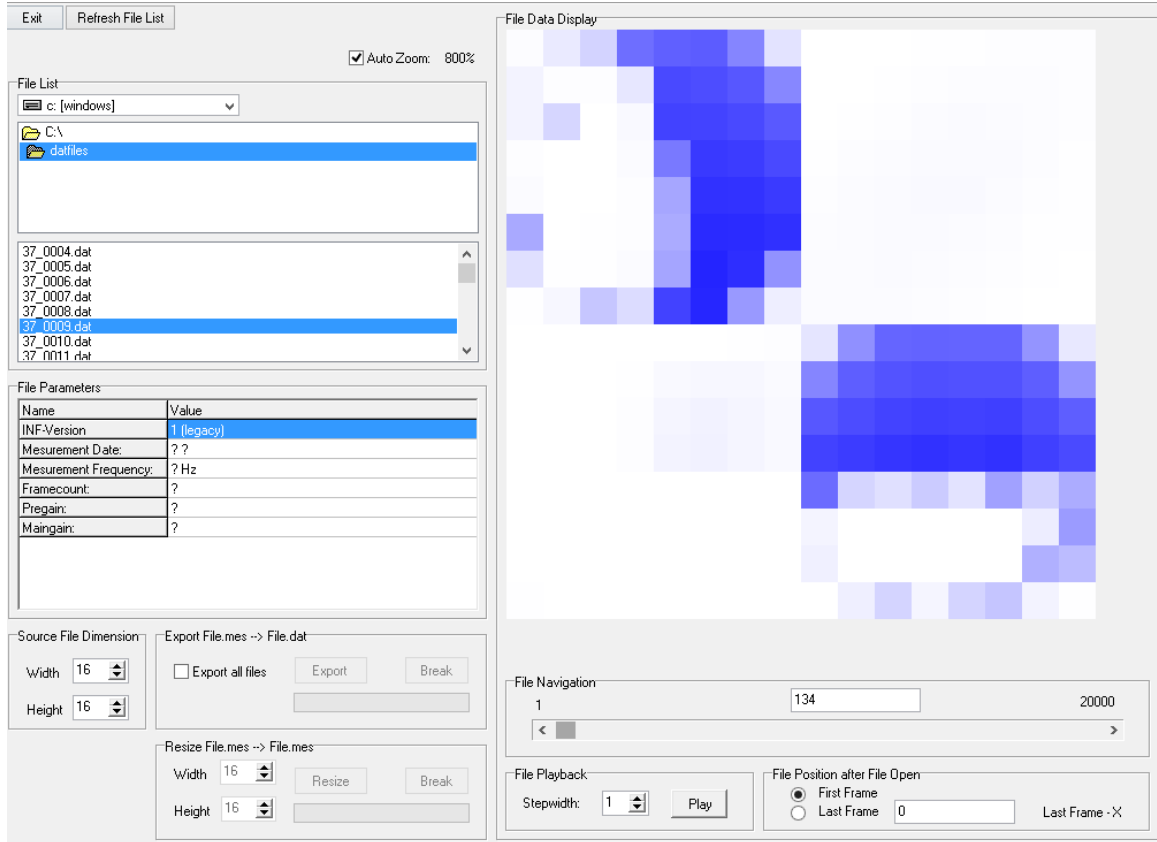 Exit
Refresh File List
Auto Zoom: 800%
File List
c: [windows]
C:\
datfiles
37_0004.dat
37_0005.dat
37_0006.dat
37_0007.dat
37_0008.dat
37_0009.dat
37_0010.dat
37_0011.dat
File Parameters
Name Value
INF-Version 1 (legacy)
Mesurement Date: ? ?
Mesurement Frequency: ? Hz
Framecount: ?
Pregain: ?
Maingain: ?
Source File Dimension
Width 16
Height 16
Export File.mes --> File.dat
Export all files Export Break
Resize File.mes --> File.mes
Width 16 Resize Break
Height 16
File Data Display
File Navigation
1 134 20000
File Playback
Stepwidth: 1 Play
File Position after File Open
First Frame
Last Frame 0 Last Frame - X